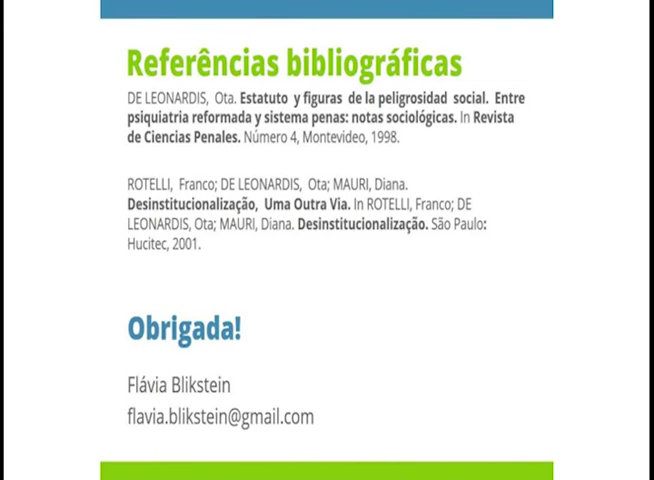 Referências bibliográficas
DE LEONARDIS, Ota. Estatuto y figuras de la peligrosidad social. Entre
psiquiatria reformada y sistema penas: notas sociológicas. In Revista
de Ciencias Penales. Número 4, Montevideo, 1998.
ROTELLI, Franco; DE LEONARDIS, Ota; MAURI, Diana.
Desinstitucionalização, Uma Outra Via. In ROTELLI, Franco; DE
LEONARDIS, Ota; MAURI, Diana. Desinstitucionalização. São Paulo:
Hucitec, 2001.
Obrigada!
Flávia Blikstein
flavia.blikstein@gmail.com